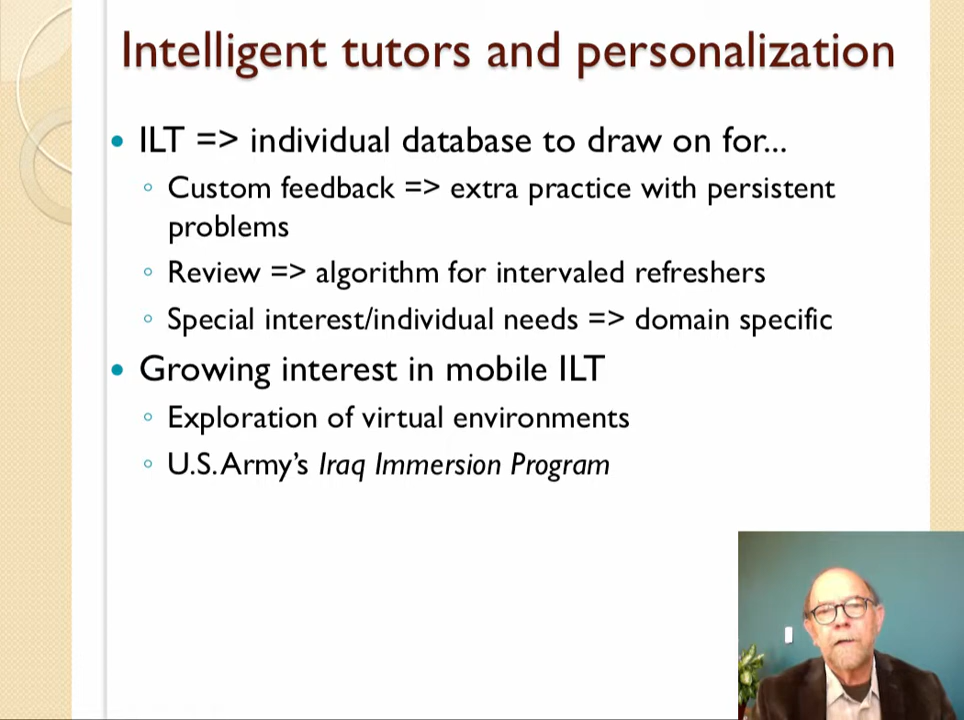 Intelligent tutors and personalization
• ILT => individual database to draw on for...
◦ Custom feedback => extra practice with persistent
problems
◦ Review => algorithm for intervaled refreshers
◦ Special interest/individual needs => domain specific
• Growing interest in mobile ILT
◦ Exploration of virtual environments
◦ U.S. Army’s Iraq Immersion Program